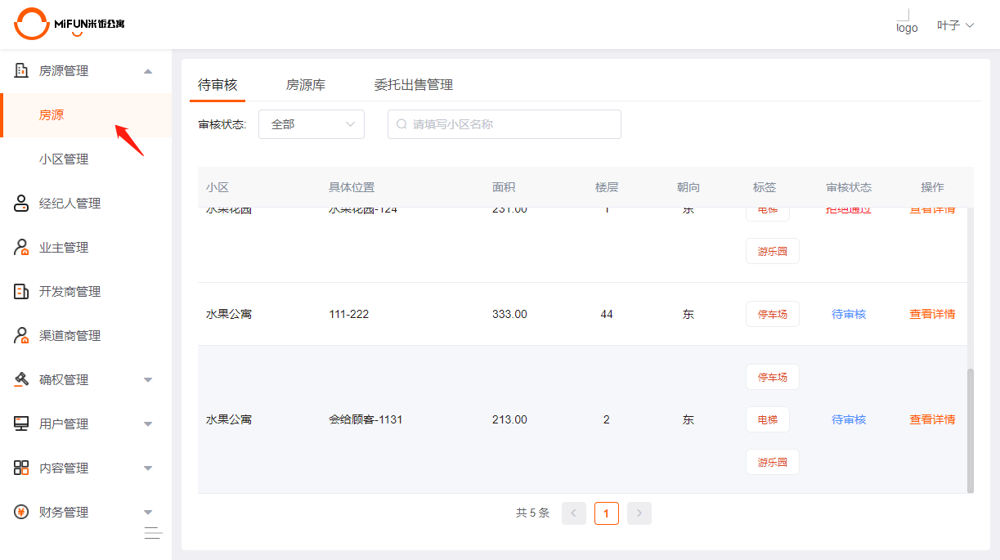 MiFUN米饭公寓
logo
叶子
房源管理
房源
小区管理
经纪人管理
业主管理
开发商管理
渠道商管理
确权管理
用户管理
内容管理
财务管理
待审核 房源库 委托出售管理
审核状态: 全部 请填写小区名称
小区 具体位置 面积 楼层 朝向 标签 审核状态 操作
水果花园 水果花园-124 231.00 1 东 电梯 拒绝通过 查看详情
游乐园
水果公寓 111-222 333.00 44 东 停车场 待审核 查看详情
停车场
水果公寓 会给顾客-1131 213.00 2 东 电梯 待审核 查看详情
游乐园
共 5 条 1